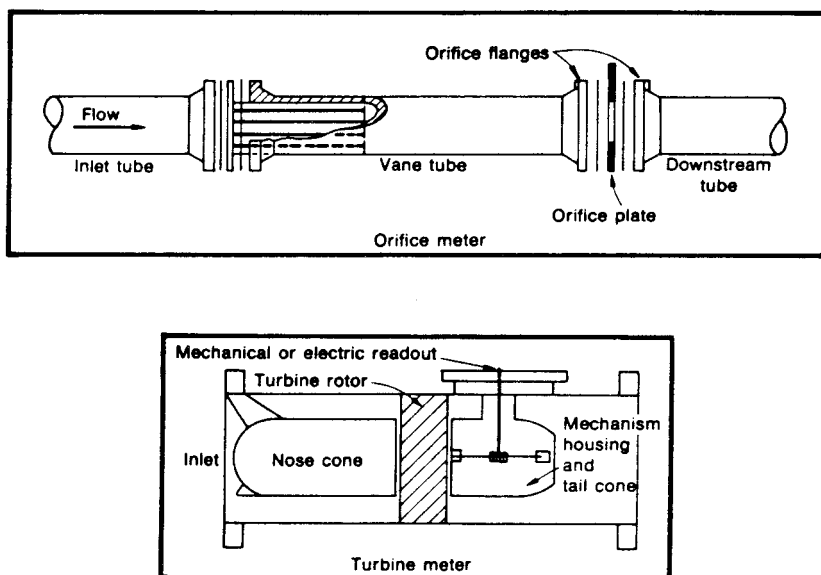 Orifice flanges
Flow
Inlet tube
Vane tube
Downstream
tube
Orifice plate
Orifice meter
Mechanical or electric readout
Turbine rotor
Inlet
Nose cone
Mechanism
housing
and
tail cone
Turbine meter